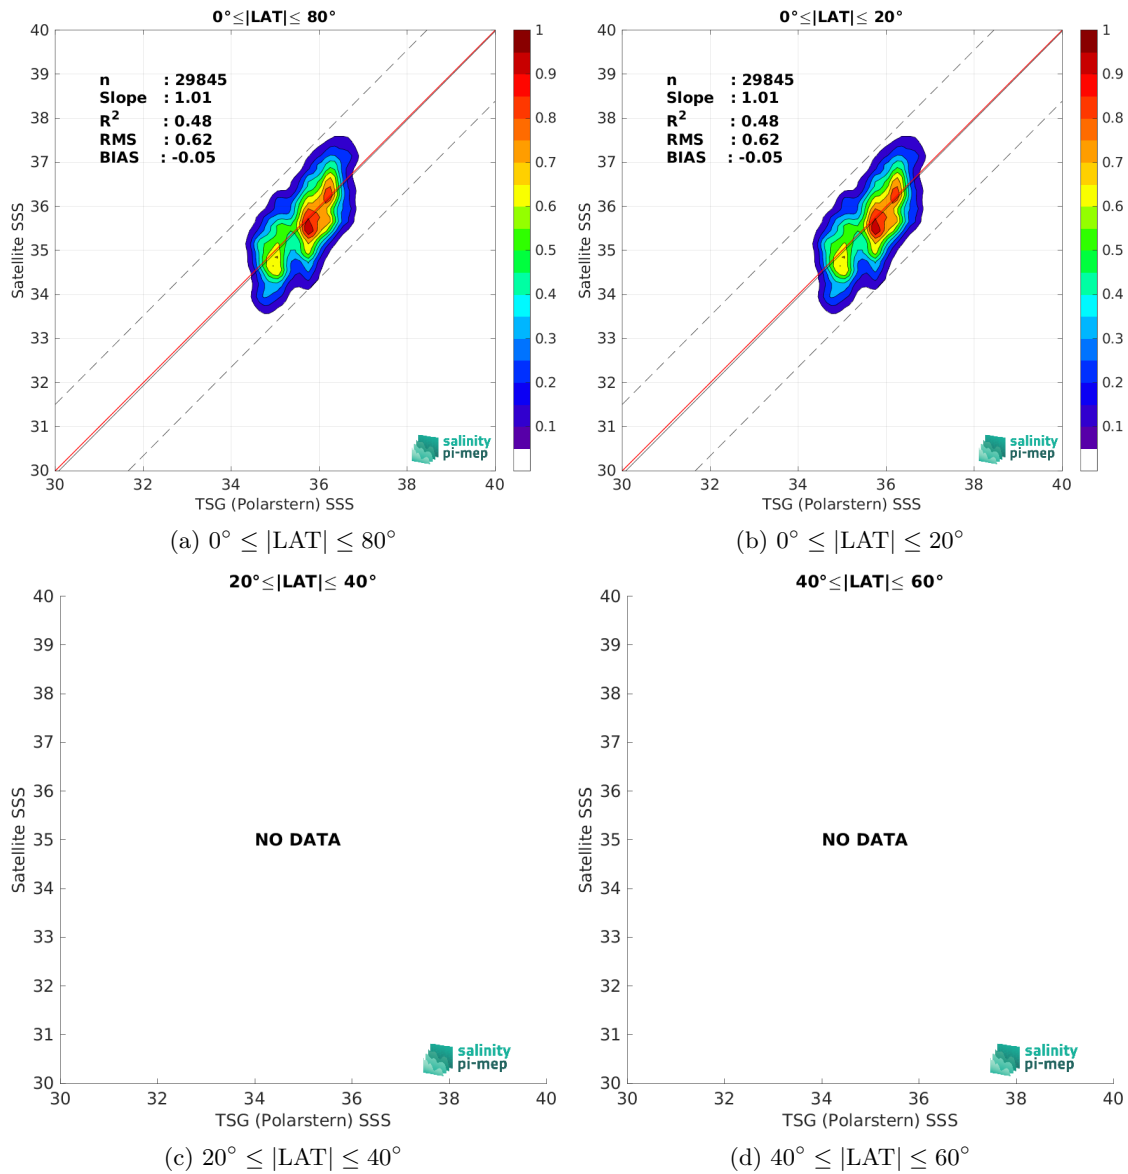 0°≤|LAT|≤ 80°
40
39
38
37
36
35
34
33
32
31
30
Satellite SSS
n : 29845
Slope : 1.01
R² : 0.48
RMS : 0.62
BIAS : -0.05
salinity
pi-mep
30 32 34 36 38 40
TSG (Polarstern) SSS
1
0.9
0.8
0.7
0.6
0.5
0.4
0.3
0.2
0.1
(a) 0° ≤ |LAT| ≤ 80°
0°≤|LAT|≤ 20°
40
39
38
37
36
35
34
33
32
31
30
Satellite SSS
n : 29845
Slope : 1.01
R² : 0.48
RMS : 0.62
BIAS : -0.05
salinity
pi-mep
30 32 34 36 38 40
TSG (Polarstern) SSS
1
0.9
0.8
0.7
0.6
0.5
0.4
0.3
0.2
0.1
(b) 0° ≤ |LAT| ≤ 20°
20°≤|LAT|≤ 40°
40
39
38
37
36
35
34
33
32
31
30
Satellite SSS
NO DATA
salinity
pi-mep
30 32 34 36 38 40
TSG (Polarstern) SSS
(c) 20° ≤ |LAT| ≤ 40°
40°≤|LAT|≤ 60°
40
39
38
37
36
35
34
33
32
31
30
Satellite SSS
NO DATA
salinity
pi-mep
30 32 34 36 38 40
TSG (Polarstern) SSS
(d) 40° ≤ |LAT| ≤ 60°